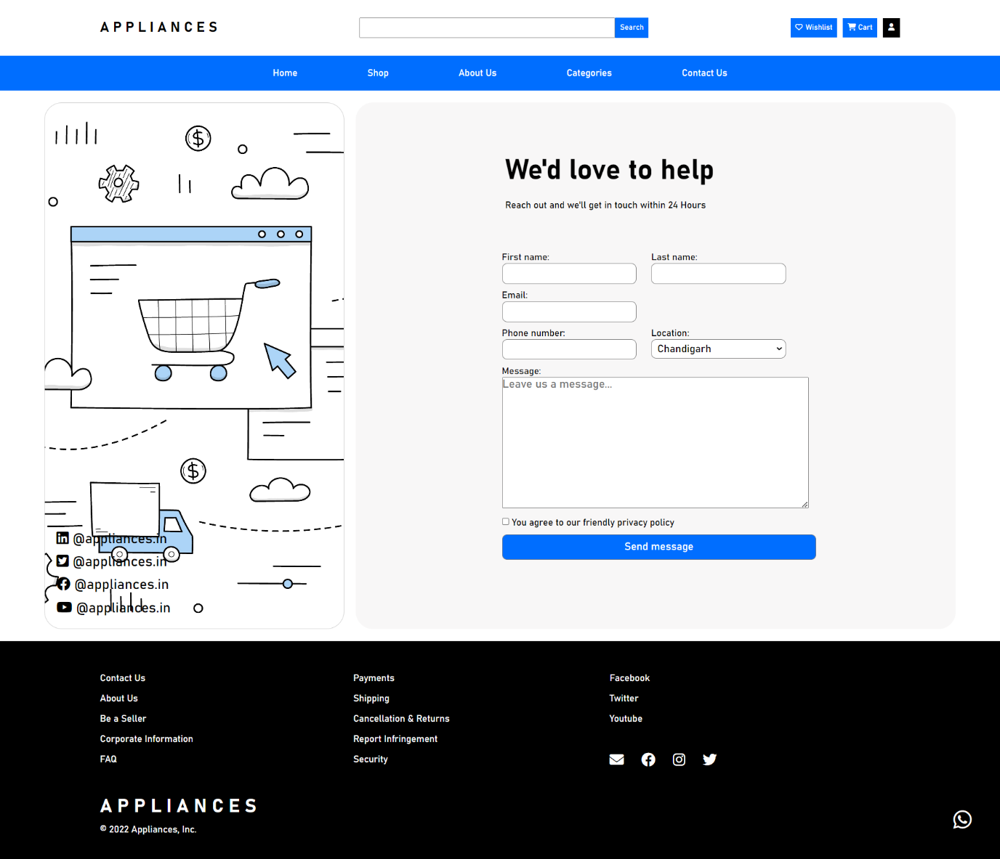 APPLIANCES
Search
Wishlist
Cart
Home
Shop
About Us
Categories
Contact Us
$
$
@appliances.in
@appliances.in
@appliances.in
@appliances.in
We'd love to help
Reach out and we'll get in touch within 24 Hours
First name:
Last name:
Email:
Phone number:
Location:
Chandigarh
Message:
Leave us a message...
You agree to our friendly privacy policy
Send message
Contact Us
About Us
Be a Seller
Corporate Information
FAQ
Payments
Shipping
Cancellation & Returns
Report Infringement
Security
Facebook
Twitter
Youtube
APPLIANCES
© 2022 Appliances, Inc.